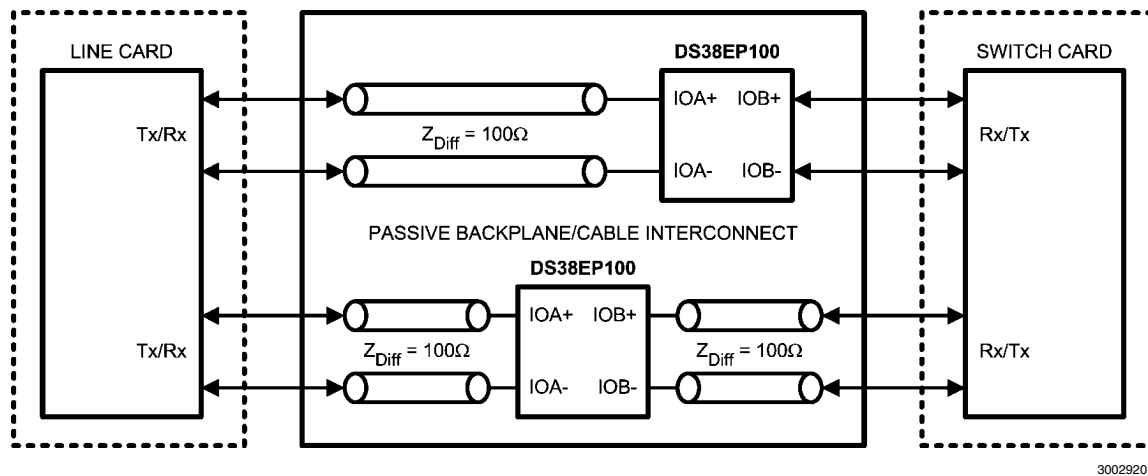 LINE CARD
DS38EP100
SWITCH CARD
IOA+ IOB+
Tx/Rx
Z_Diff = 100Ω
Rx/Tx
IOA- IOB-
PASSIVE BACKPLANE/CABLE INTERCONNECT
DS38EP100
IOA+ IOB+
Tx/Rx
Z_Diff = 100Ω
Z_Diff = 100Ω
Rx/Tx
IOA- IOB-
3002920